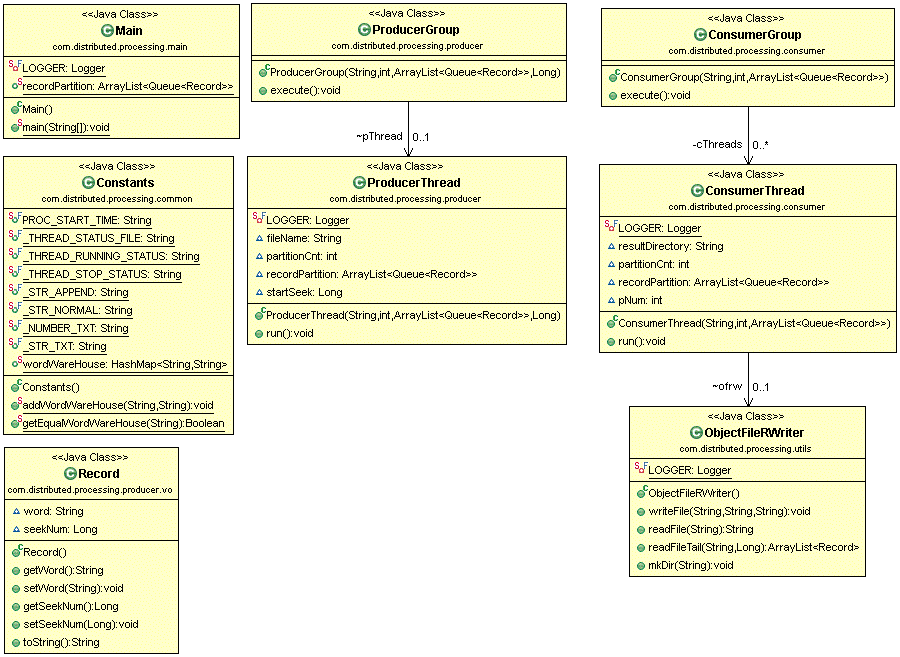 <<Java Class>>
Main
com.distributed.processing.main
LOGGER: Logger
recordPartition: ArrayList<Queue<Record>>
Main()
main(String[]):void
<<Java Class>>
Constants
com.distributed.processing.common
PROC_START_TIME: String
_THREAD_STATUS_FILE: String
_THREAD_RUNNING_STATUS: String
_THREAD_STOP_STATUS: String
_STR_APPEND: String
_STR_NORMAL: String
_NUMBER_TXT: String
_STR_TXT: String
wordWareHouse: HashMap<String,String>
Constants()
addWordWareHouse(String,String):void
getEqualWordWareHouse(String):Boolean
<<Java Class>>
Record
com.distributed.processing.producer.vo
word: String
seekNum: Long
Record()
getWord():String
setWord(String):void
getSeekNum():Long
setSeekNum(Long):void
toString():String
<<Java Class>>
ProducerGroup
com.distributed.processing.producer
ProducerGroup(String,int,ArrayList<Queue<Record>>,Long)
execute():void
~pThread 0..1
<<Java Class>>
ProducerThread
com.distributed.processing.producer
LOGGER: Logger
fileName: String
partitionCnt: int
recordPartition: ArrayList<Queue<Record>>
startSeek: Long
ProducerThread(String,int,ArrayList<Queue<Record>>,Long)
run():void
<<Java Class>>
ConsumerGroup
com.distributed.processing.consumer
ConsumerGroup(String,int,ArrayList<Queue<Record>>)
execute():void
-cThreads 0..*
<<Java Class>>
ConsumerThread
com.distributed.processing.consumer
LOGGER: Logger
resultDirectory: String
partitionCnt: int
recordPartition: ArrayList<Queue<Record>>
pNum: int
ConsumerThread(String,int,ArrayList<Queue<Record>>)
run():void
~ofrw 0..1
<<Java Class>>
ObjectFileRWriter
com.distributed.processing.utils
LOGGER: Logger
ObjectFileRWriter()
writeFile(String,String,String):void
readFile(String):String
readFileTail(String,Long):ArrayList<Record>
mkDir(String):void